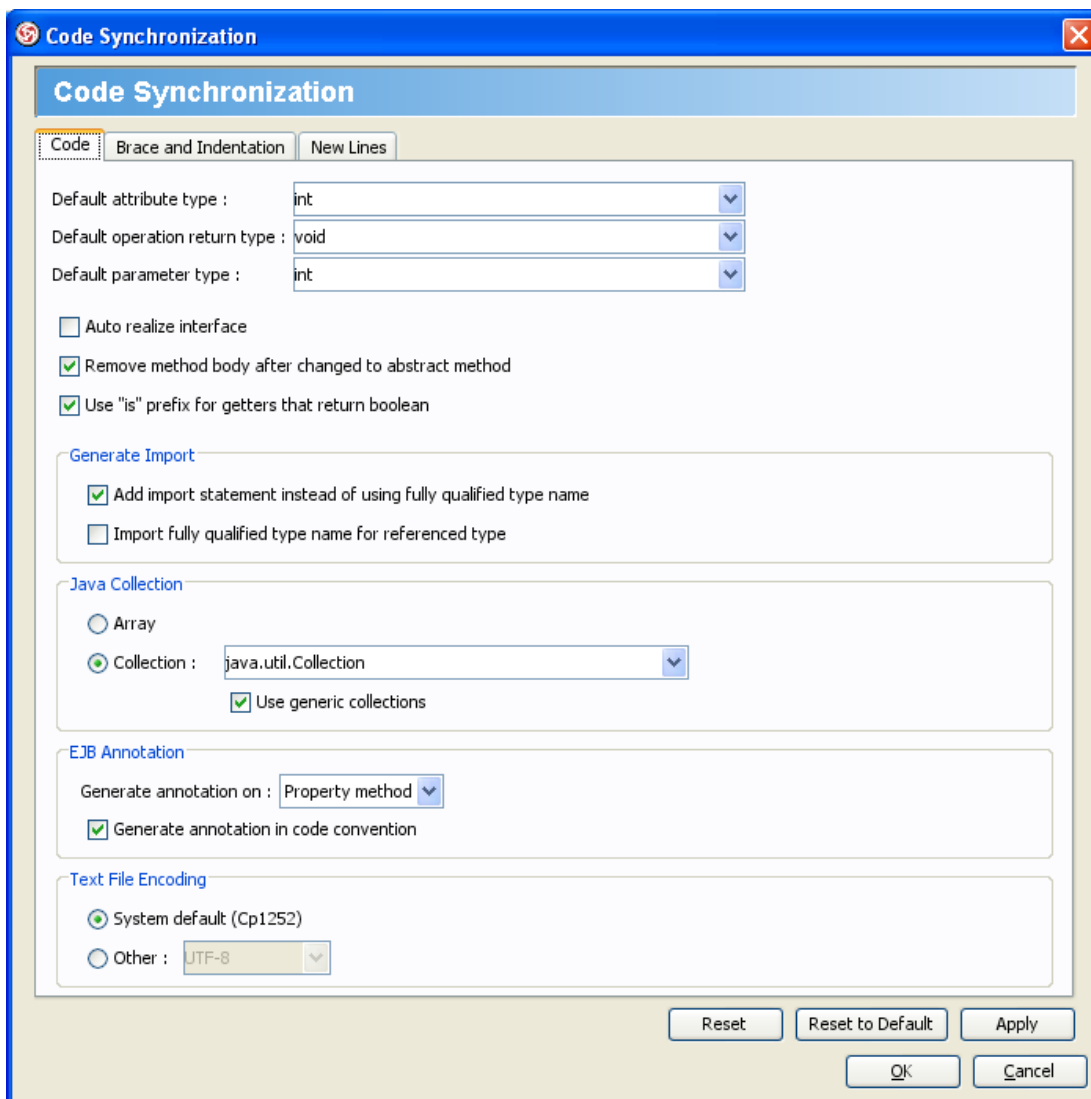 Code Synchronization
Code Synchronization
Code Brace and Indentation New Lines
Default attribute type : int
Default operation return type : void
Default parameter type : int
Auto realize interface
Remove method body after changed to abstract method
Use "is" prefix for getters that return boolean
Generate Import
Add import statement instead of using fully qualified type name
Import fully qualified type name for referenced type
Java Collection
Array
Collection : java.util.Collection
Use generic collections
EJB Annotation
Generate annotation on : Property method
Generate annotation in code convention
Text File Encoding
System default (Cp1252)
Other : UTF-8
Reset Reset to Default Apply
OK Cancel